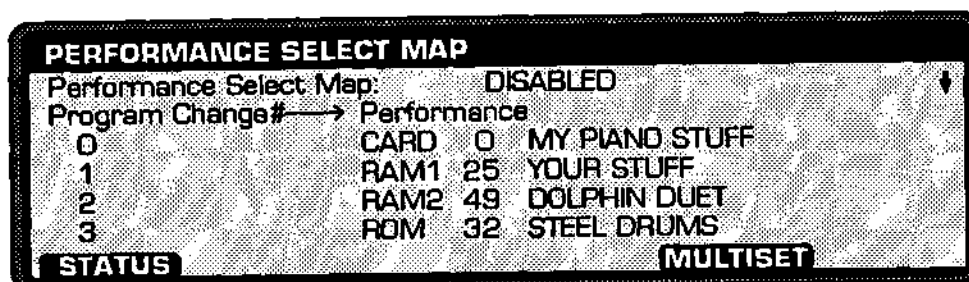 PERFORMANCE SELECT MAP
Performance Select Map: DISABLED
Program Change#→ Performance
0 CARD 0 MY PIANO STUFF
1 RAM1 25 YOUR STUFF
2 RAM2 49 DOLPHIN DUET
3 ROM 32 STEEL DRUMS
STATUS MULTISET